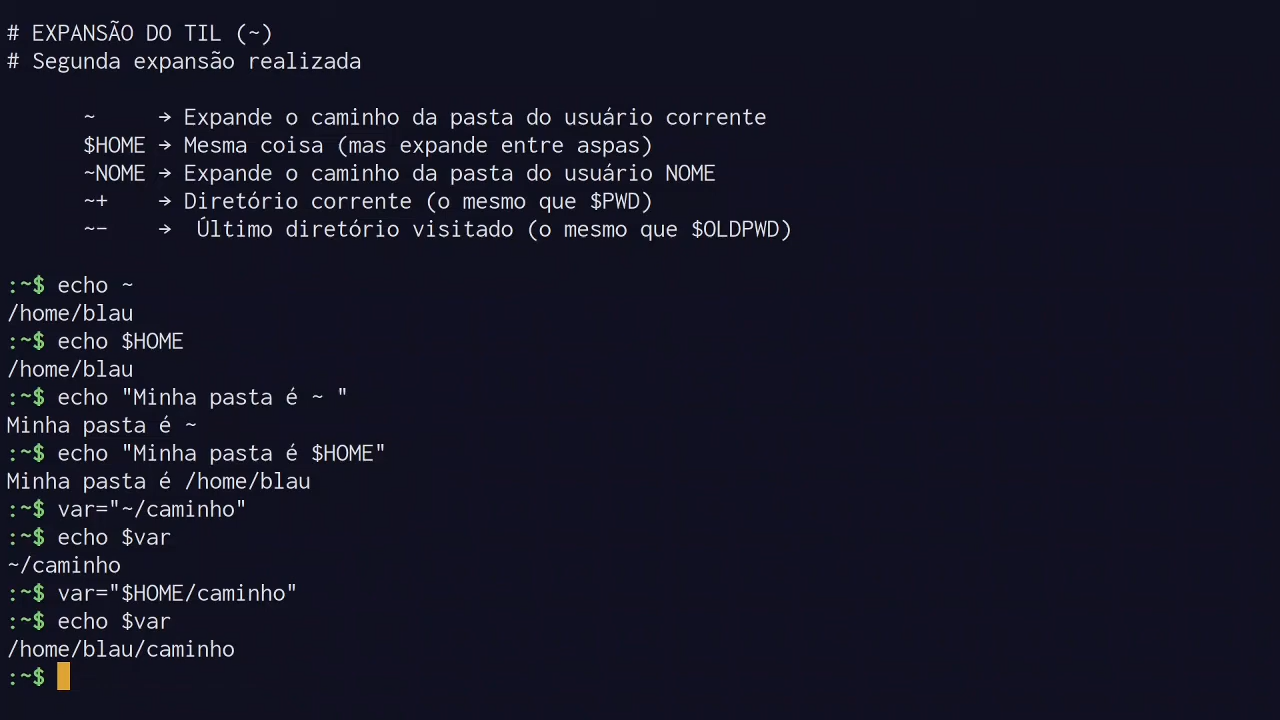 # EXPANSÃO DO TIL (~)
# Segunda expansão realizada
~ → Expande o caminho da pasta do usuário corrente
$HOME → Mesma coisa (mas expande entre aspas)
~NOME → Expande o caminho da pasta do usuário NOME
~+ → Diretório corrente (o mesmo que $PWD)
~- → Último diretório visitado (o mesmo que $OLDPWD)
:~$ echo ~
/home/blau
:~$ echo $HOME
/home/blau
:~$ echo "Minha pasta é ~ "
Minha pasta é ~
:~$ echo "Minha pasta é $HOME"
Minha pasta é /home/blau
:~$ var="~/caminho"
:~$ echo $var
~/caminho
:~$ var="$HOME/caminho"
:~$ echo $var
/home/blau/caminho
:~$